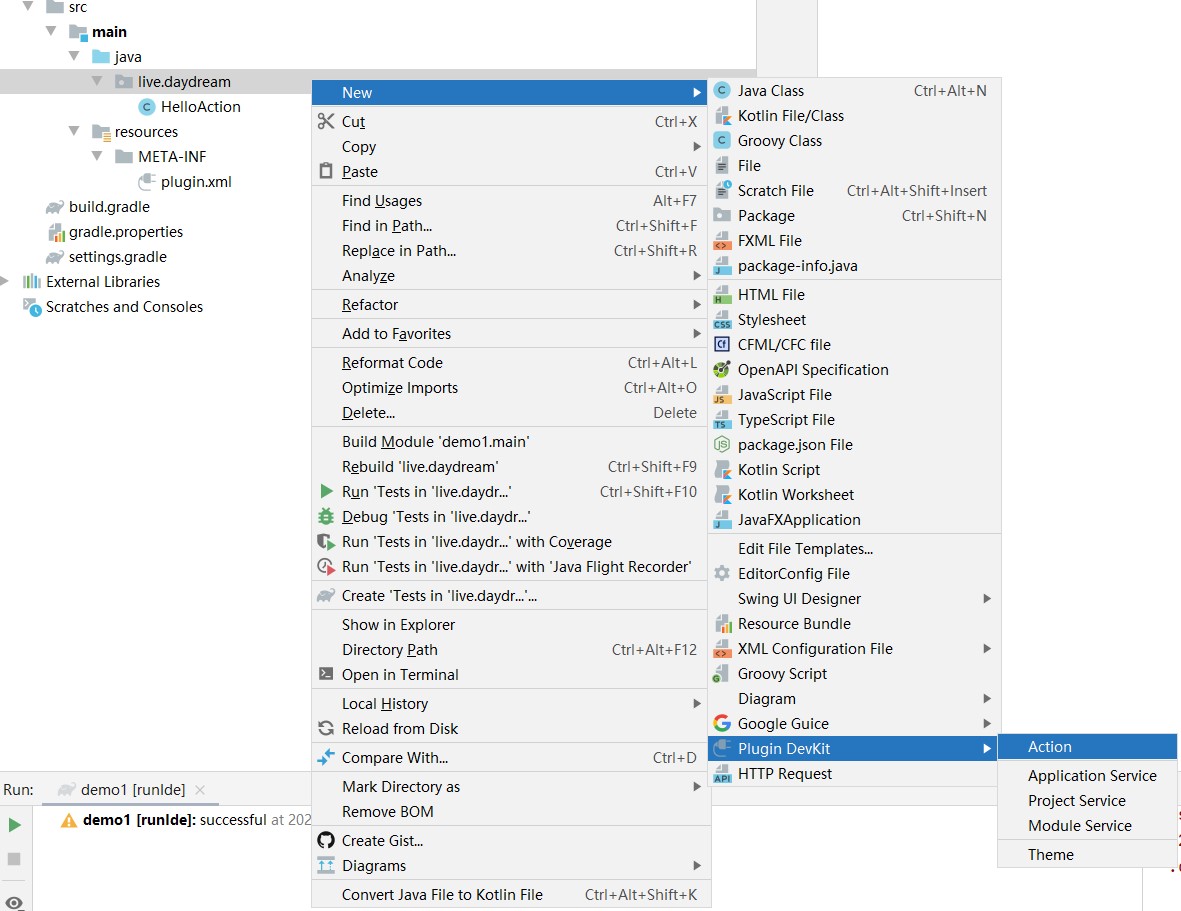 src
main
java
live.daydream
HelloAction
resources
META-INF
plugin.xml
build.gradle
gradle.properties
settings.gradle
External Libraries
Scratches and Consoles
New
Cut Ctrl+X
Copy
Paste Ctrl+V
Find Usages Alt+F7
Find in Path... Ctrl+Shift+F
Replace in Path... Ctrl+Shift+R
Analyze
Refactor
Add to Favorites
Reformat Code Ctrl+Alt+L
Optimize Imports Ctrl+Alt+O
Delete... Delete
Build Module 'demo1.main'
Rebuild 'live.daydream' Ctrl+Shift+F9
Run 'Tests in 'live.daydr...' Ctrl+Shift+F10
Debug 'Tests in 'live.daydr...'
Run 'Tests in 'live.daydr...' with Coverage
Run 'Tests in 'live.daydr...' with 'Java Flight Recorder'
Create 'Tests in 'live.daydr...'...
Show in Explorer
Directory Path Ctrl+Alt+F12
Open in Terminal
Local History
Reload from Disk
Compare With... Ctrl+D
Mark Directory as
Remove BOM
Create Gist...
Diagrams
Convert Java File to Kotlin File Ctrl+Alt+Shift+K
C Java Class Ctrl+Alt+N
Kotlin File/Class
C Groovy Class
File
Scratch File Ctrl+Alt+Shift+Insert
Package Ctrl+Shift+N
FXML File
package-info.java
HTML File
Stylesheet
CFML/CFC file
OpenAPI Specification
JavaScript File
TypeScript File
package.json File
Kotlin Script
Kotlin Worksheet
JavaFXApplication
Edit File Templates...
EditorConfig File
Swing UI Designer
Resource Bundle
XML Configuration File
Groovy Script
Diagram
Google Guice
Plugin DevKit
HTTP Request
Action
Application Service
Project Service
Module Service
Theme
Run: demo1 [runIde]
demo1 [runIde]: successful at 202